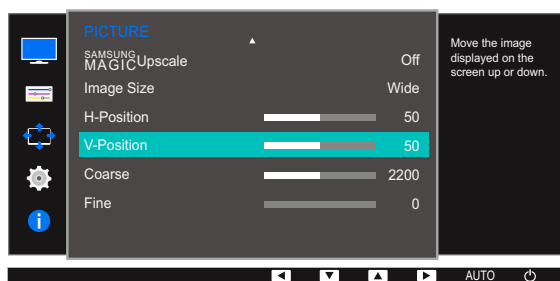 PICTURE
SAMSUNG
MAGIC Upscale Off
Image Size Wide
H-Position 50
V-Position 50
Coarse 2200
Fine 0
Move the image
displayed on the
screen up or down.
AUTO